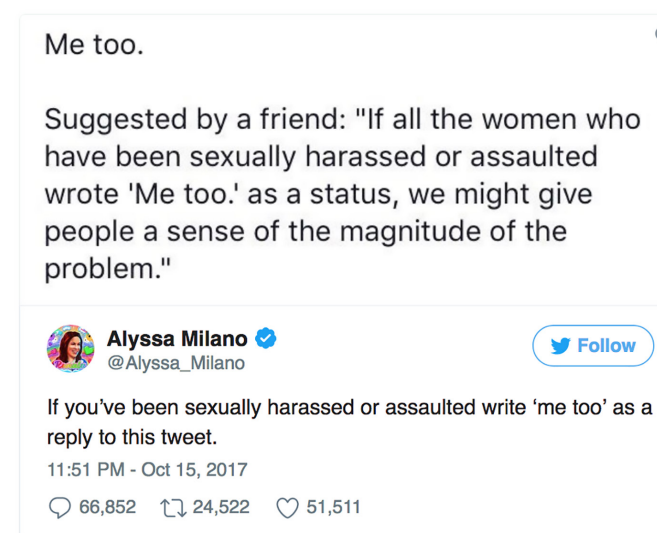 Me too.
Suggested by a friend: "If all the women who
have been sexually harassed or assaulted
wrote 'Me too.' as a status, we might give
people a sense of the magnitude of the
problem."
Alyssa Milano
@Alyssa_Milano
Follow
If you’ve been sexually harassed or assaulted write ‘me too’ as a
reply to this tweet.
11:51 PM - Oct 15, 2017
66,852 24,522 51,511